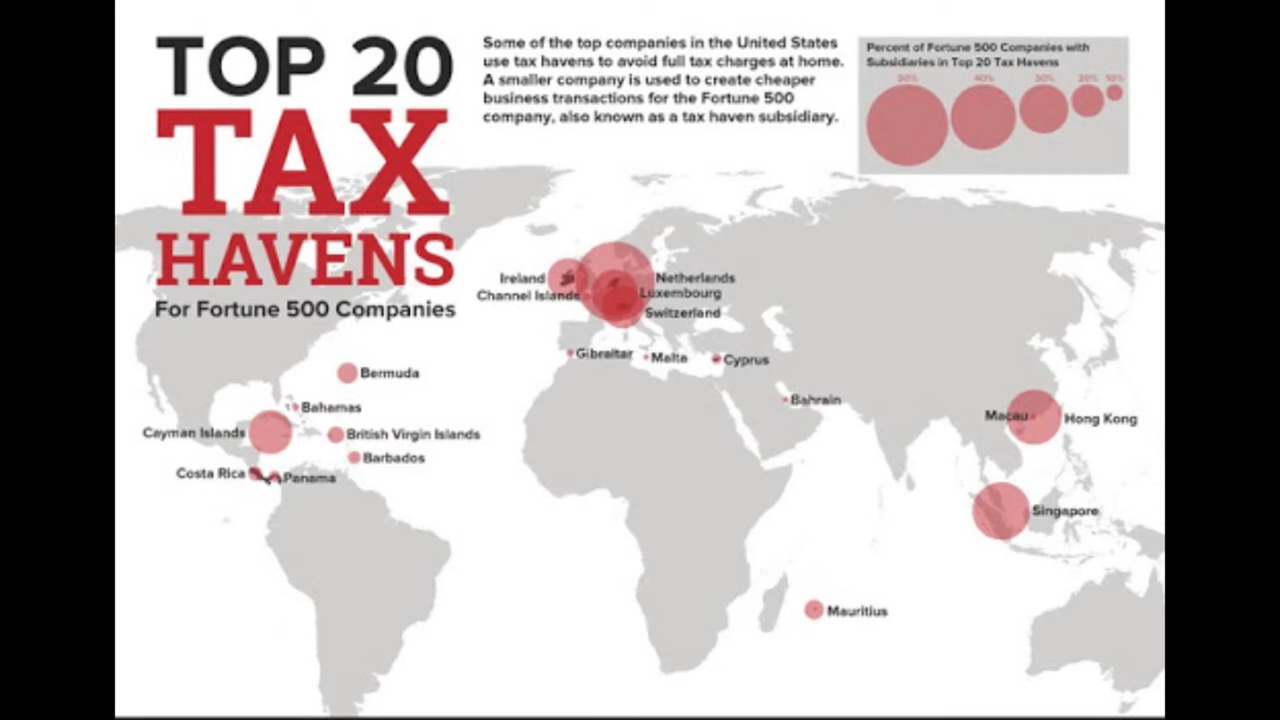 TOP 20
TAX
HAVENS
For Fortune 500 Companies
Some of the top companies in the United States
use tax havens to avoid full tax charges at home.
A smaller company is used to create cheaper
business transactions for the Fortune 500
company, also known as a tax haven subsidiary.
Percent of Fortune 500 Companies with
Subsidiaries in Top 20 Tax Havens
50% 40% 30% 20% 10%
Ireland
Netherlands
Channel Islands
Luxembourg
Switzerland
Gibraltar
Malta
Cyprus
Bermuda
Bahrain
Bahamas
Macau
Hong Kong
Cayman Islands
British Virgin Islands
Barbados
Costa Rica
Panama
Singapore
Mauritius